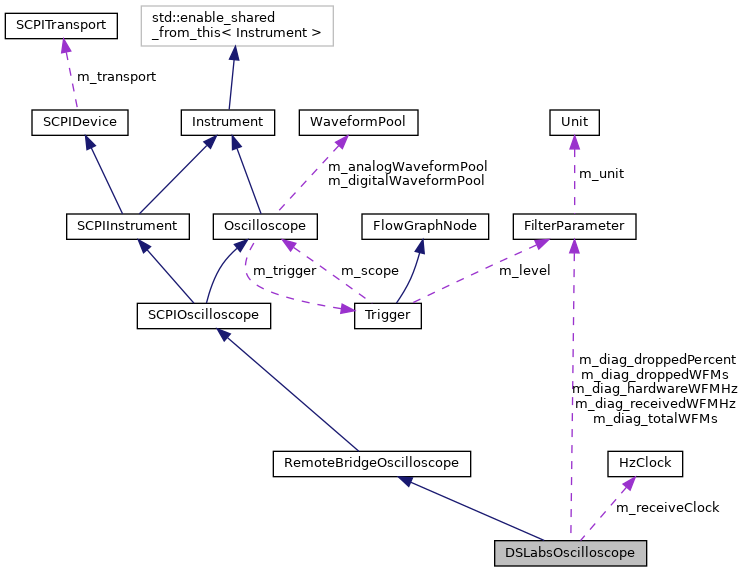 SCPITransport
std::enable_shared
_from_this< Instrument >
m_transport
SCPIDevice
Instrument
WaveformPool
Unit
m_analogWaveformPool
m_digitalWaveformPool
m_unit
SCPIInstrument
Oscilloscope
FlowGraphNode
FilterParameter
m_trigger
m_scope
m_level
SCPIOscilloscope
Trigger
m_diag_droppedPercent
m_diag_droppedWFMs
m_diag_hardwareWFMHz
m_diag_receivedWFMHz
m_diag_totalWFMs
RemoteBridgeOscilloscope
HzClock
m_receiveClock
DSLabsOscilloscope